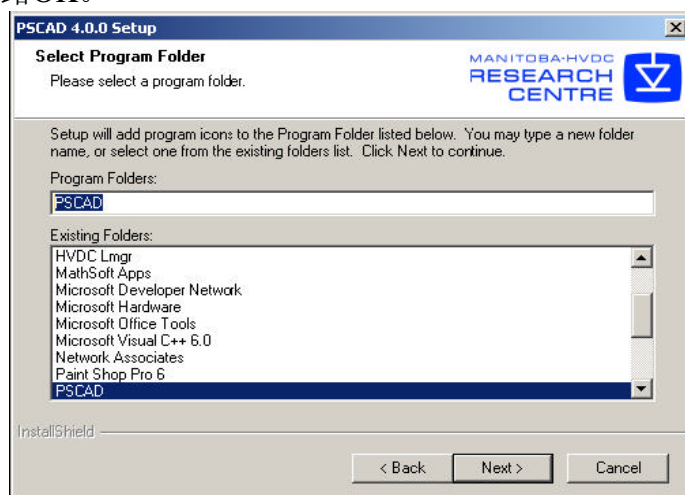 OK。
PSCAD 4.0.0 Setup
Select Program Folder
Please select a program folder.
MANITOBA-HVDC
RESEARCH
CENTRE
Setup will add program icons to the Program Folder listed below. You may type a new folder
name, or select one from the existing folders list. Click Next to continue.
Program Folders:
PSCAD
Existing Folders:
HVDC Lmgr
MathSoft Apps
Microsoft Developer Network
Microsoft Hardware
Microsoft Office Tools
Microsoft Visual C++ 6.0
Network Associates
Paint Shop Pro 6
PSCAD
InstallShield
< Back
Next >
Cancel